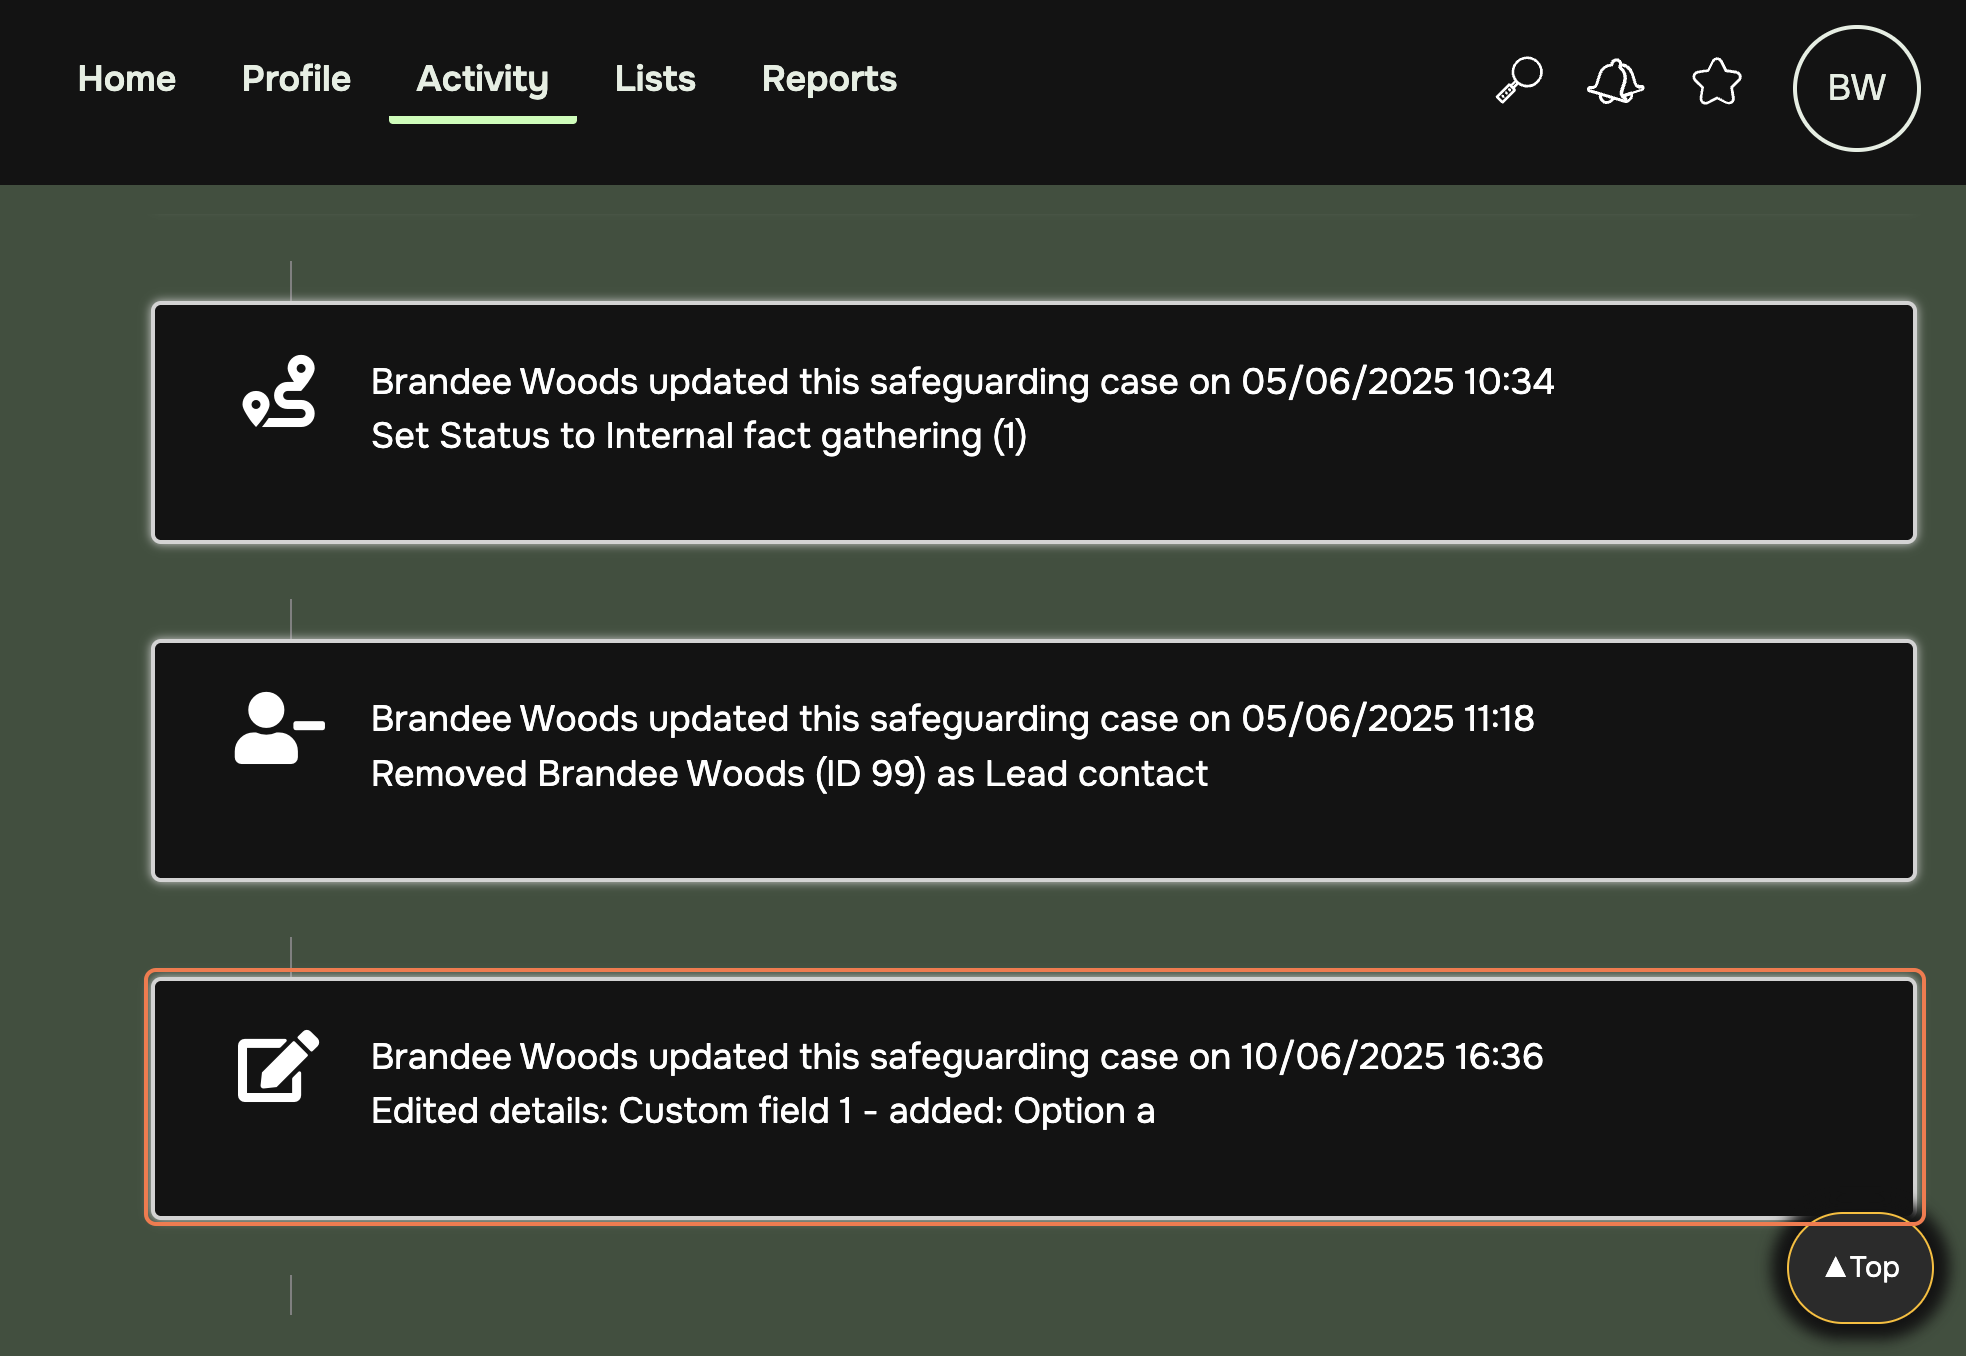 Home Profile Activity Lists Reports BW
Brandee Woods updated this safeguarding case on 05/06/2025 10:34
Set Status to Internal fact gathering (1)
Brandee Woods updated this safeguarding case on 05/06/2025 11:18
Removed Brandee Woods (ID 99) as Lead contact
Brandee Woods updated this safeguarding case on 10/06/2025 16:36
Edited details: Custom field 1 - added: Option a
▲Top